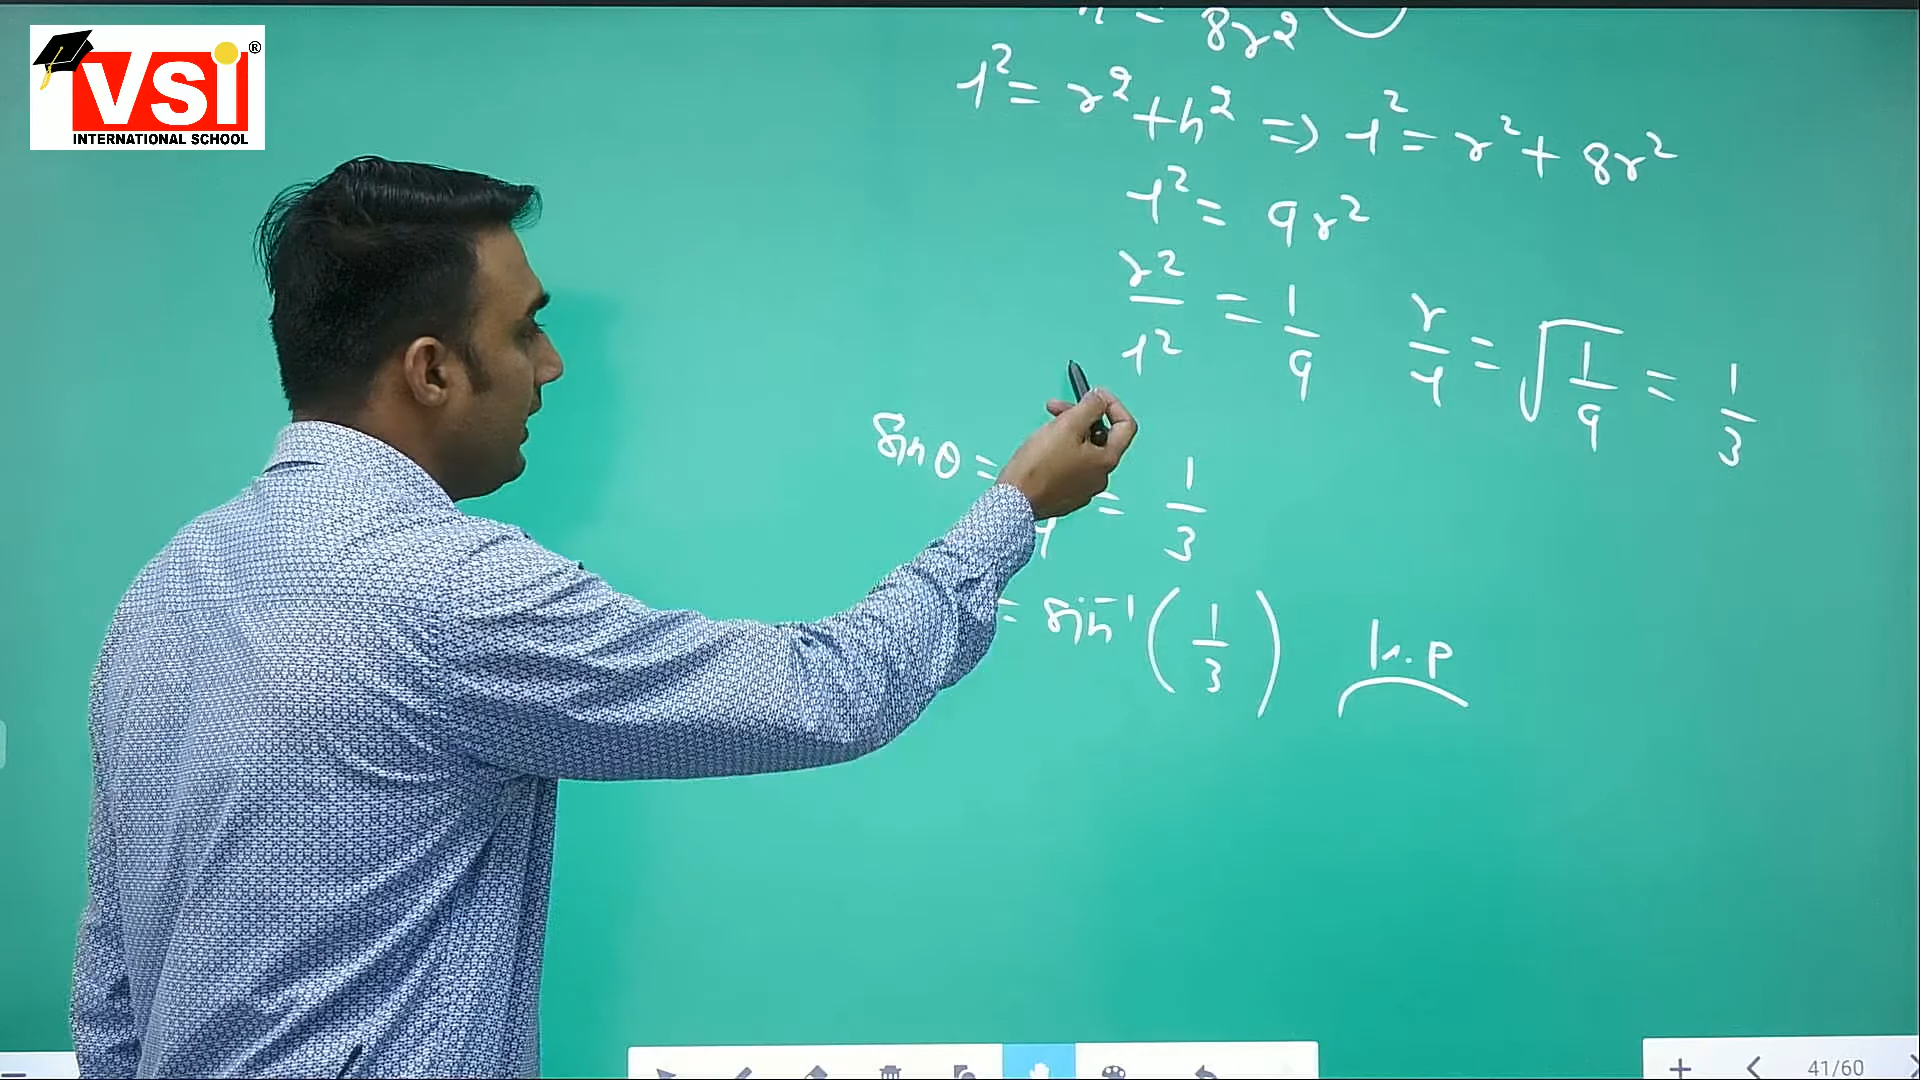 VSI®
INTERNATIONAL SCHOOL
= 8r2
l² = r² + h² => l² = r² + 8r²
l² = 9r²
r2/l² = 1/9 r/l = √1/9 = 1/3
Sin θ = = 1/3
= sin⁻¹ (1/3) h.p
41/60